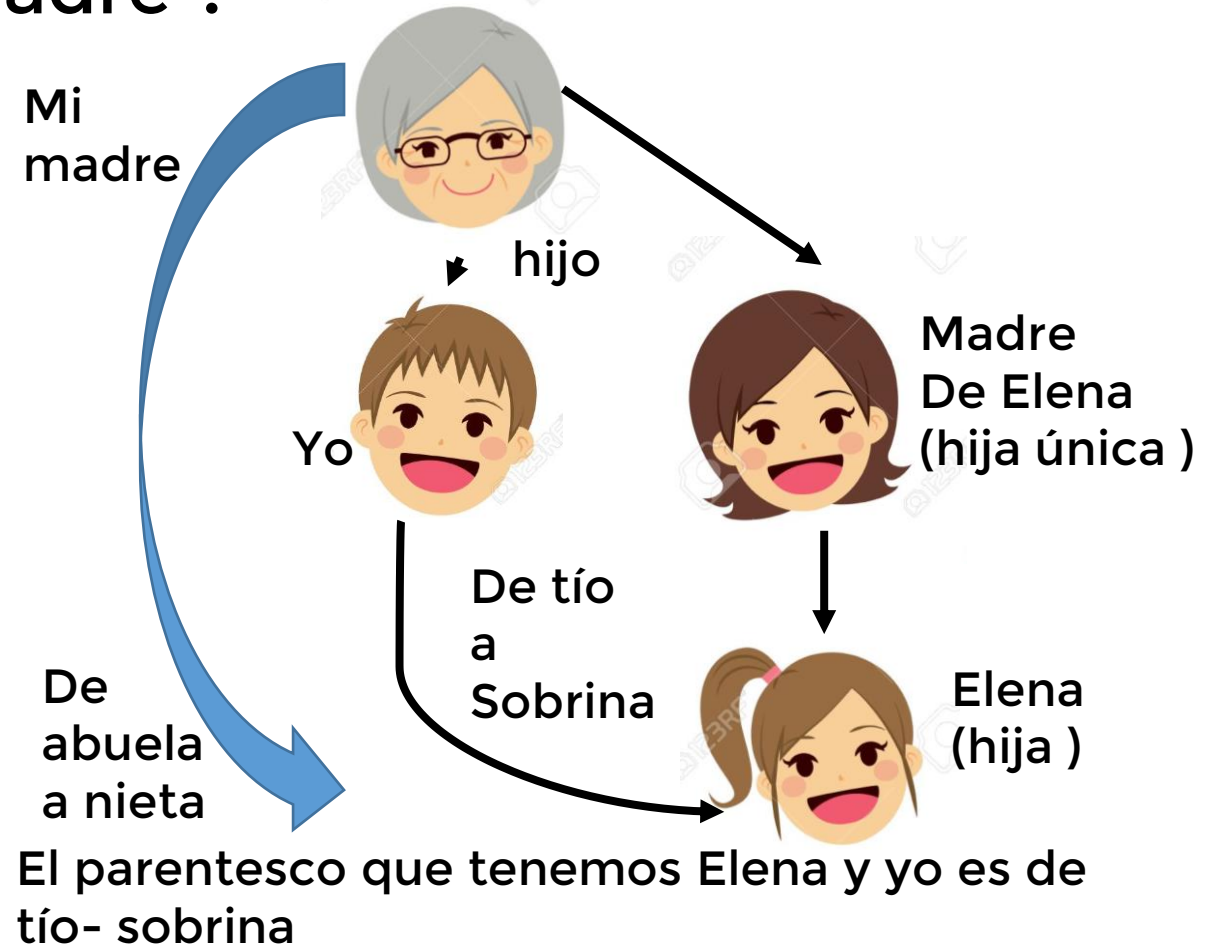 Mi
madre
hijo
Yo
Madre
De Elena
(hija única )
De tío
a
Sobrina
De
abuela
a nieta
Elena
(hija )
El parentesco que tenemos Elena y yo es de
tío- sobrina